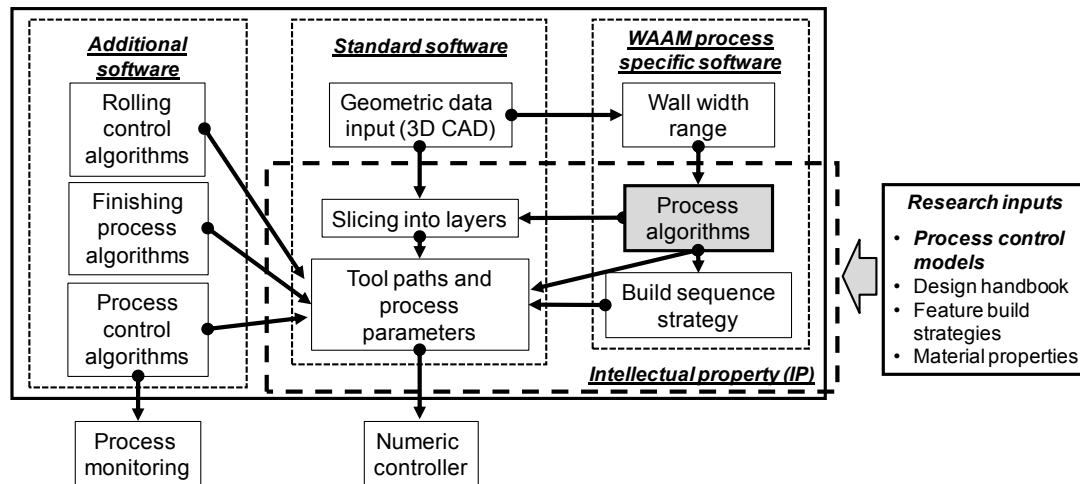 Additional
software
Rolling
control
algorithms
Finishing
process
algorithms
Process
control
algorithms
Process
monitoring
Standard software
Geometric data
input (3D CAD)
Slicing into layers
Tool paths and
process
parameters
Numeric
controller
WAAM process
specific software
Wall width
range
Process
algorithms
Build sequence
strategy
Intellectual property (IP)
Research inputs
• Process control
models
• Design handbook
• Feature build
strategies
• Material properties